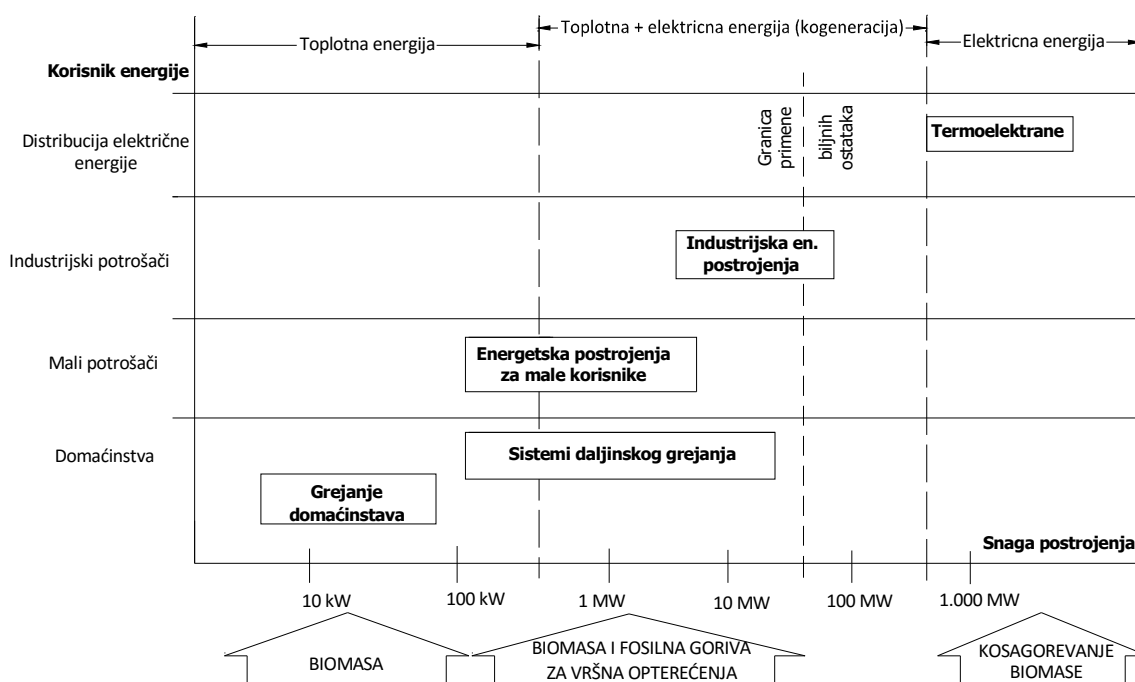 Toplotna energija
Toplotna + elektricna energija (kogeneracija)
Elektricna energija
Korisnik energije
Distribucija električne
energije
Granica
primene
biljnih
ostataka
Termoelektrane
Industrijski potrošači
Industrijska en.
postrojenja
Mali potrošači
Energetska postrojenja
za male korisnike
Domaćinstva
Sistemi daljinskog grejanja
Grejanje
domaćinstava
Snaga postrojenja
10 kW
100 kW
1 MW
10 MW
100 MW
1.000 MW
BIOMASA
BIOMASA I FOSILNA GORIVA
ZA VRŠNA OPTEREĆENJA
KOSAGOREVANJE
BIOMASE